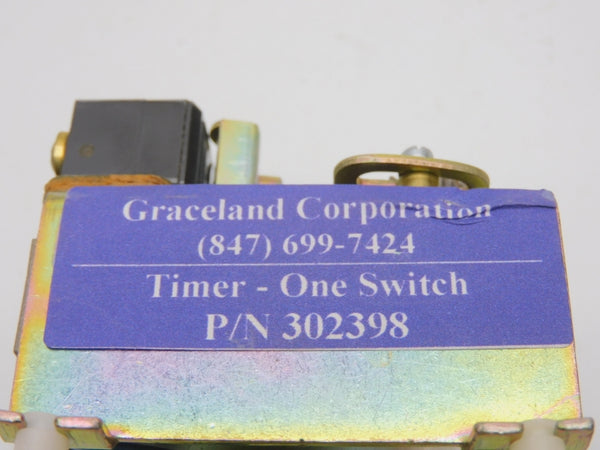 Graceland Corporation
(847) 699-7424
Timer - One Switch
P/N 302398